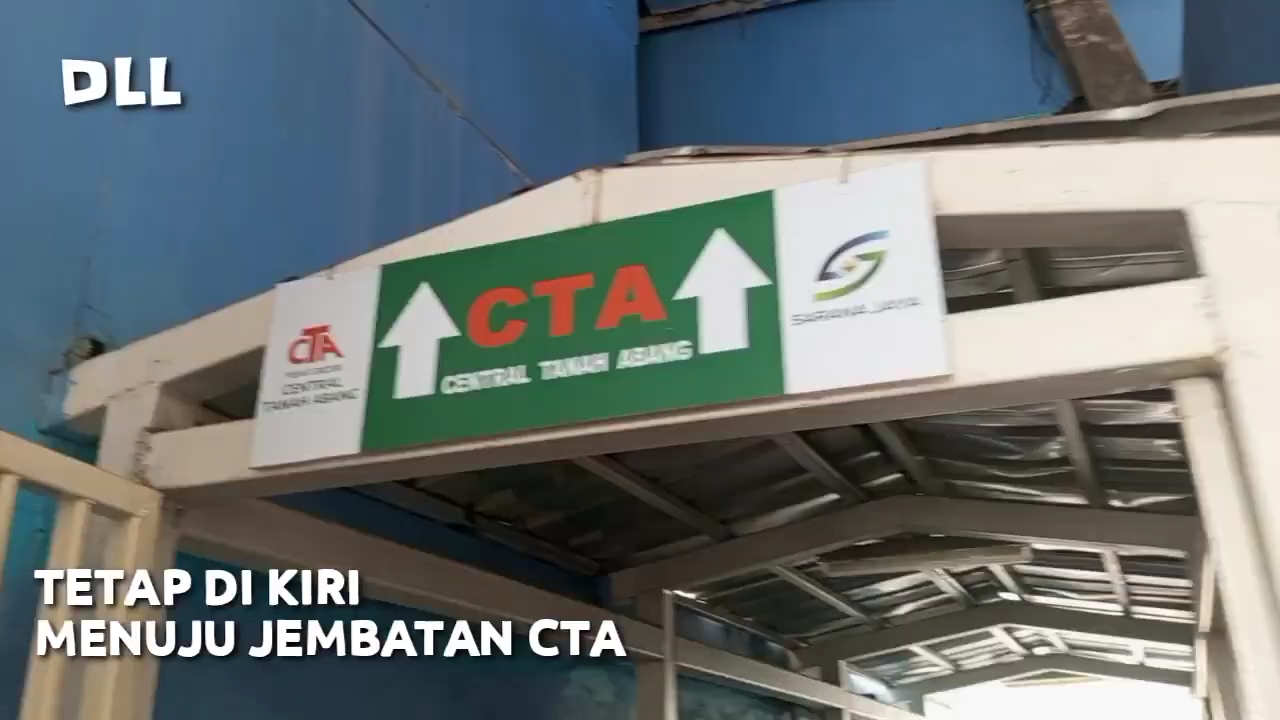 DLL
CTA
CENTRAL
TANAH ABANG
CTA
CENTRAL TANAH ABANG
SARANA JAYA
TETAP DI KIRI
MENUJU JEMBATAN CTA